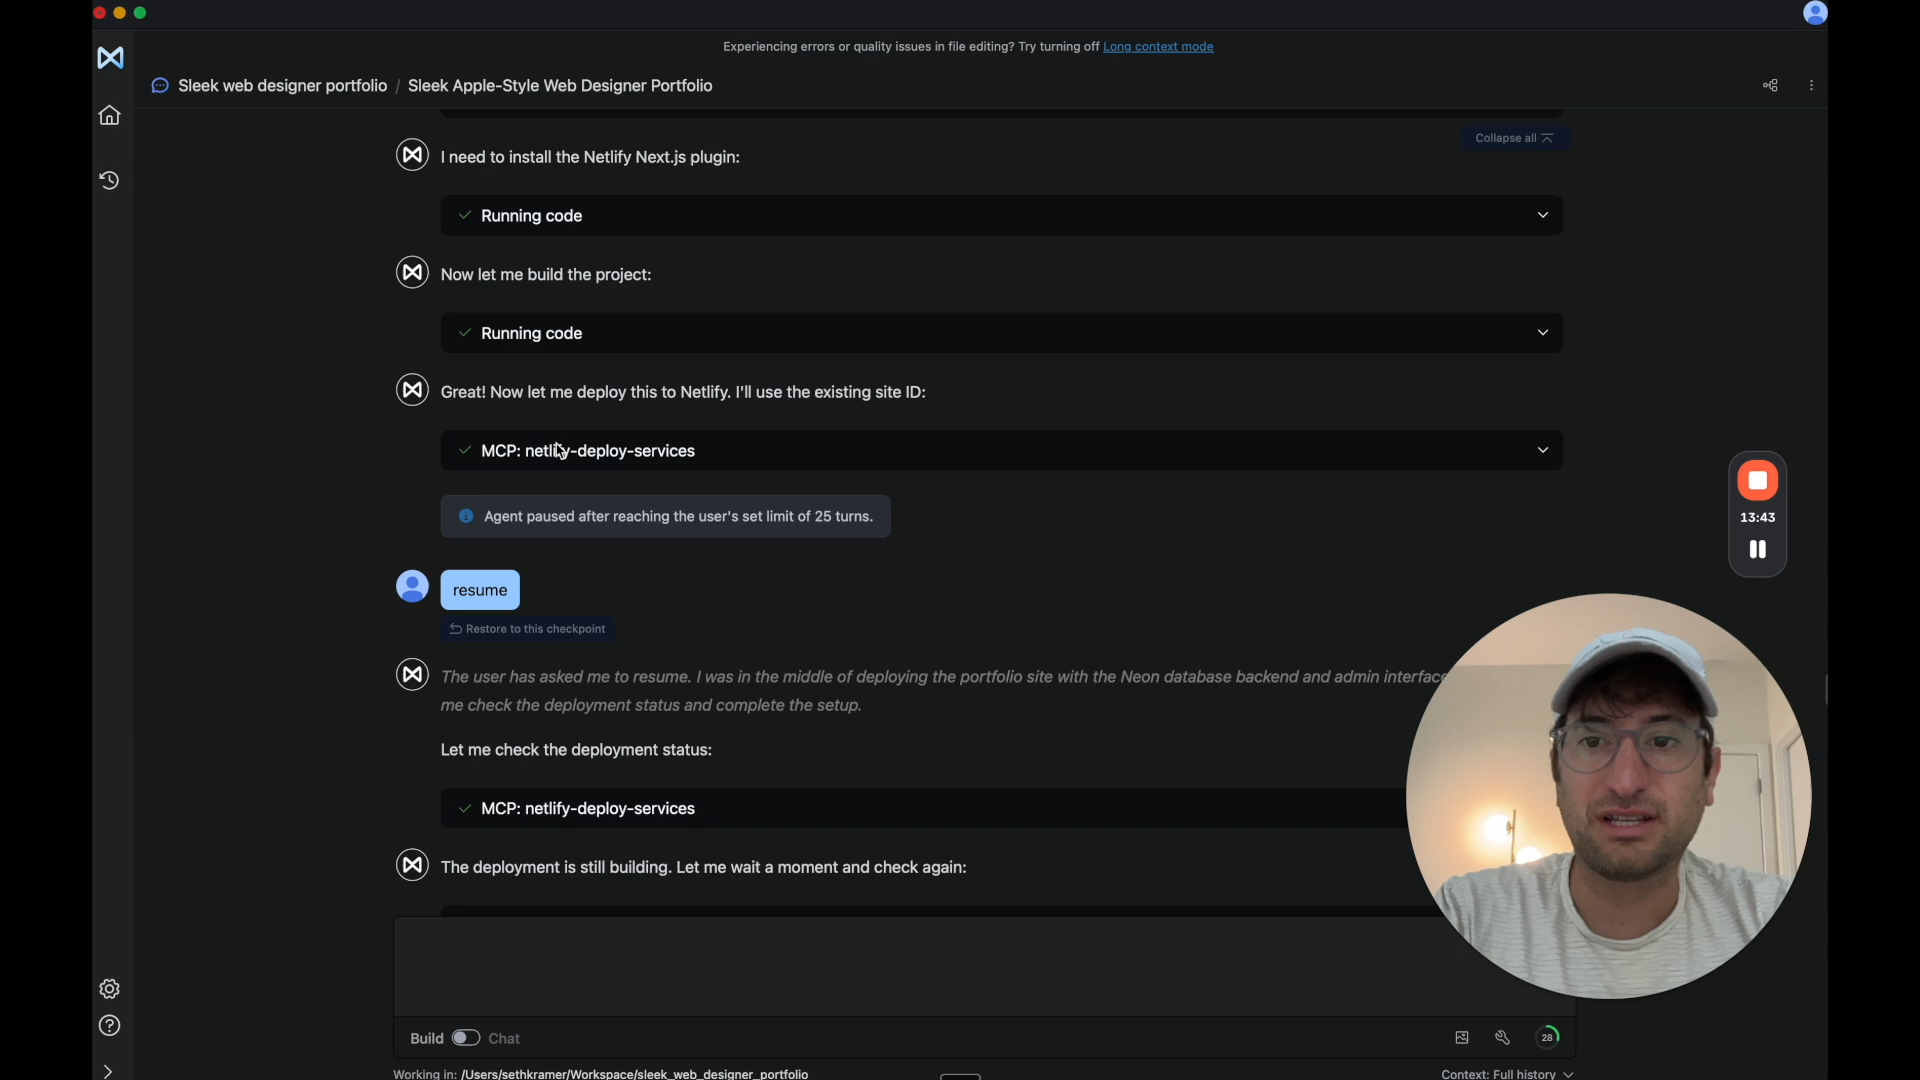 Experiencing errors or quality issues in file editing? Try turning off Long context mode
Sleek web designer portfolio / Sleek Apple-Style Web Designer Portfolio
Collapse all
I need to install the Netlify Next.js plugin:
Running code
Now let me build the project:
Running code
Great! Now let me deploy this to Netlify. I'll use the existing site ID:
MCP: netlify-deploy-services
Agent paused after reaching the user's set limit of 25 turns.
13:43
resume
Restore to this checkpoint
The user has asked me to resume. I was in the middle of deploying the portfolio site with the Neon database backend and admin interface
me check the deployment status and complete the setup.
Let me check the deployment status:
MCP: netlify-deploy-services
The deployment is still building. Let me wait a moment and check again:
Build Chat
28
Working in: /Users/sethkramer/Workspace/sleek_web_designer_portfolio
Context: Full history